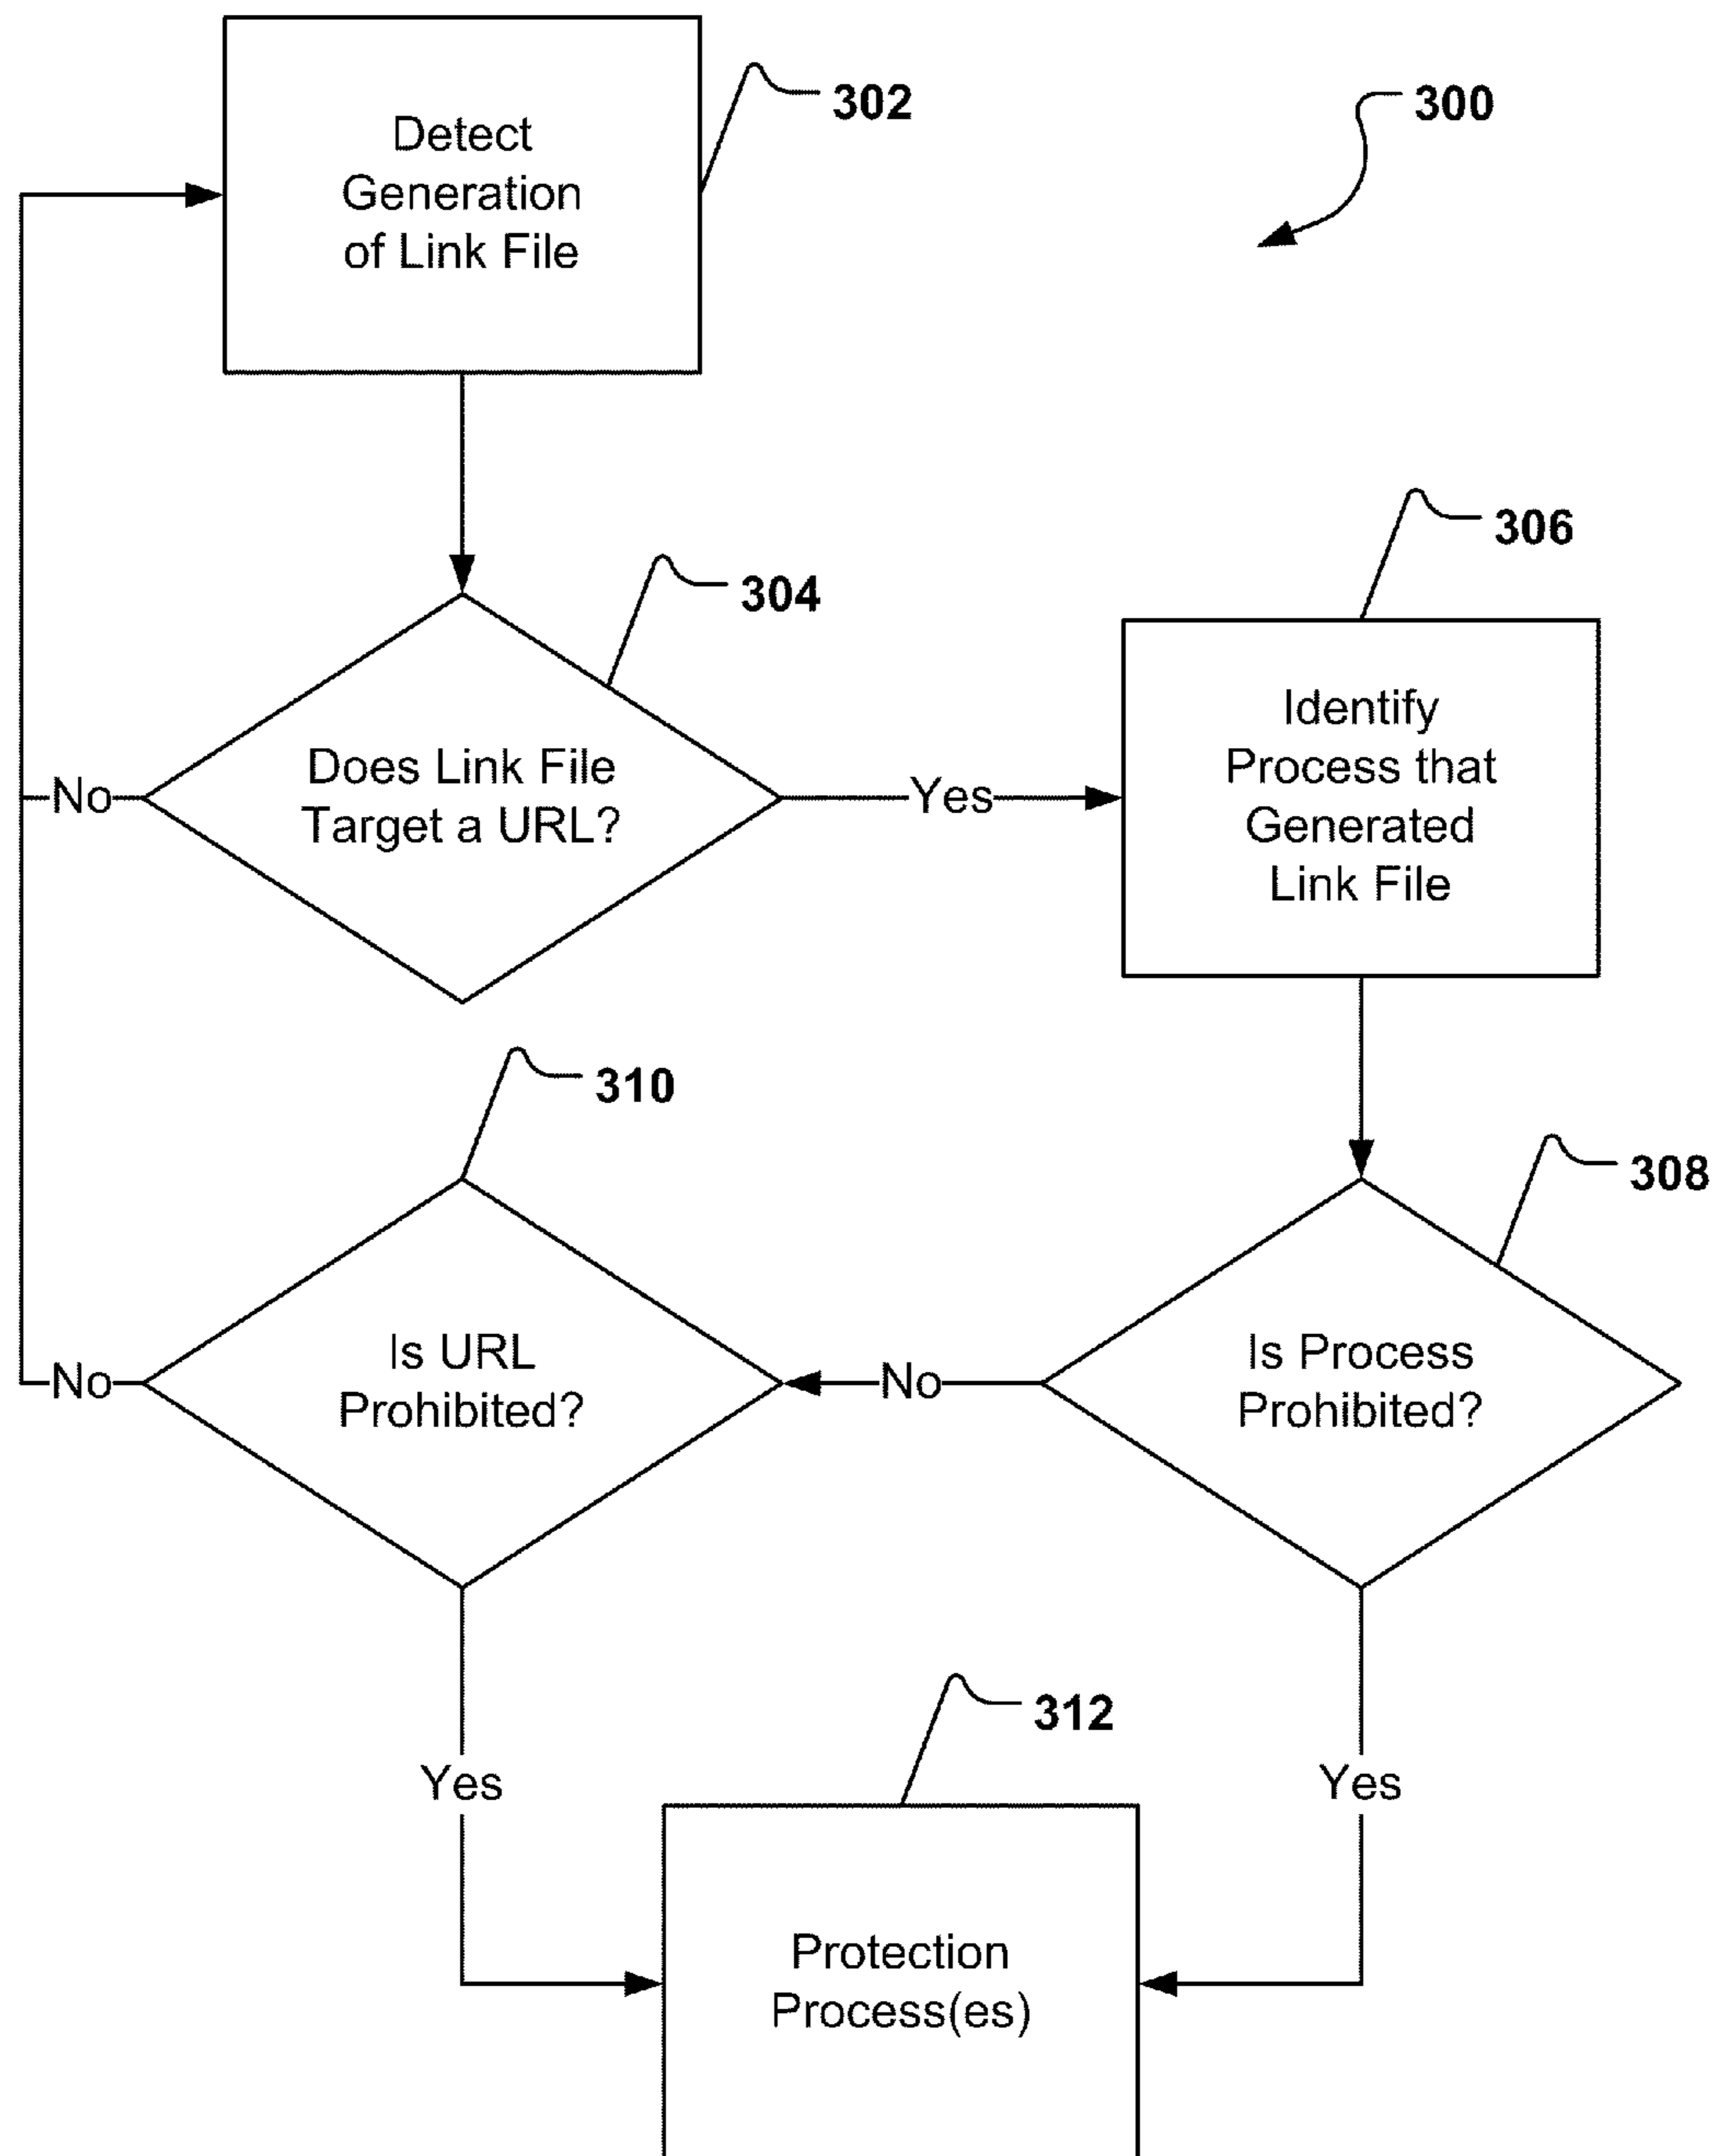 Detect
Generation
of Link File
302
300
304
Does Link File
Target a URL?
No
Yes
306
Identify
Process that
Generated
Link File
310
308
Is URL
Prohibited?
No
No
Is Process
Prohibited?
312
Yes
Yes
Protection
Process(es)